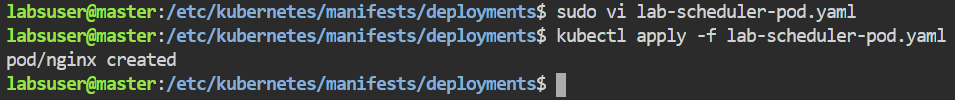 labsuser@master:/etc/kubernetes/manifests/deployments$ sudo vi lab-scheduler-pod.yaml
labsuser@master:/etc/kubernetes/manifests/deployments$ kubectl apply -f lab-scheduler-pod.yaml
pod/nginx created
labsuser@master:/etc/kubernetes/manifests/deployments$